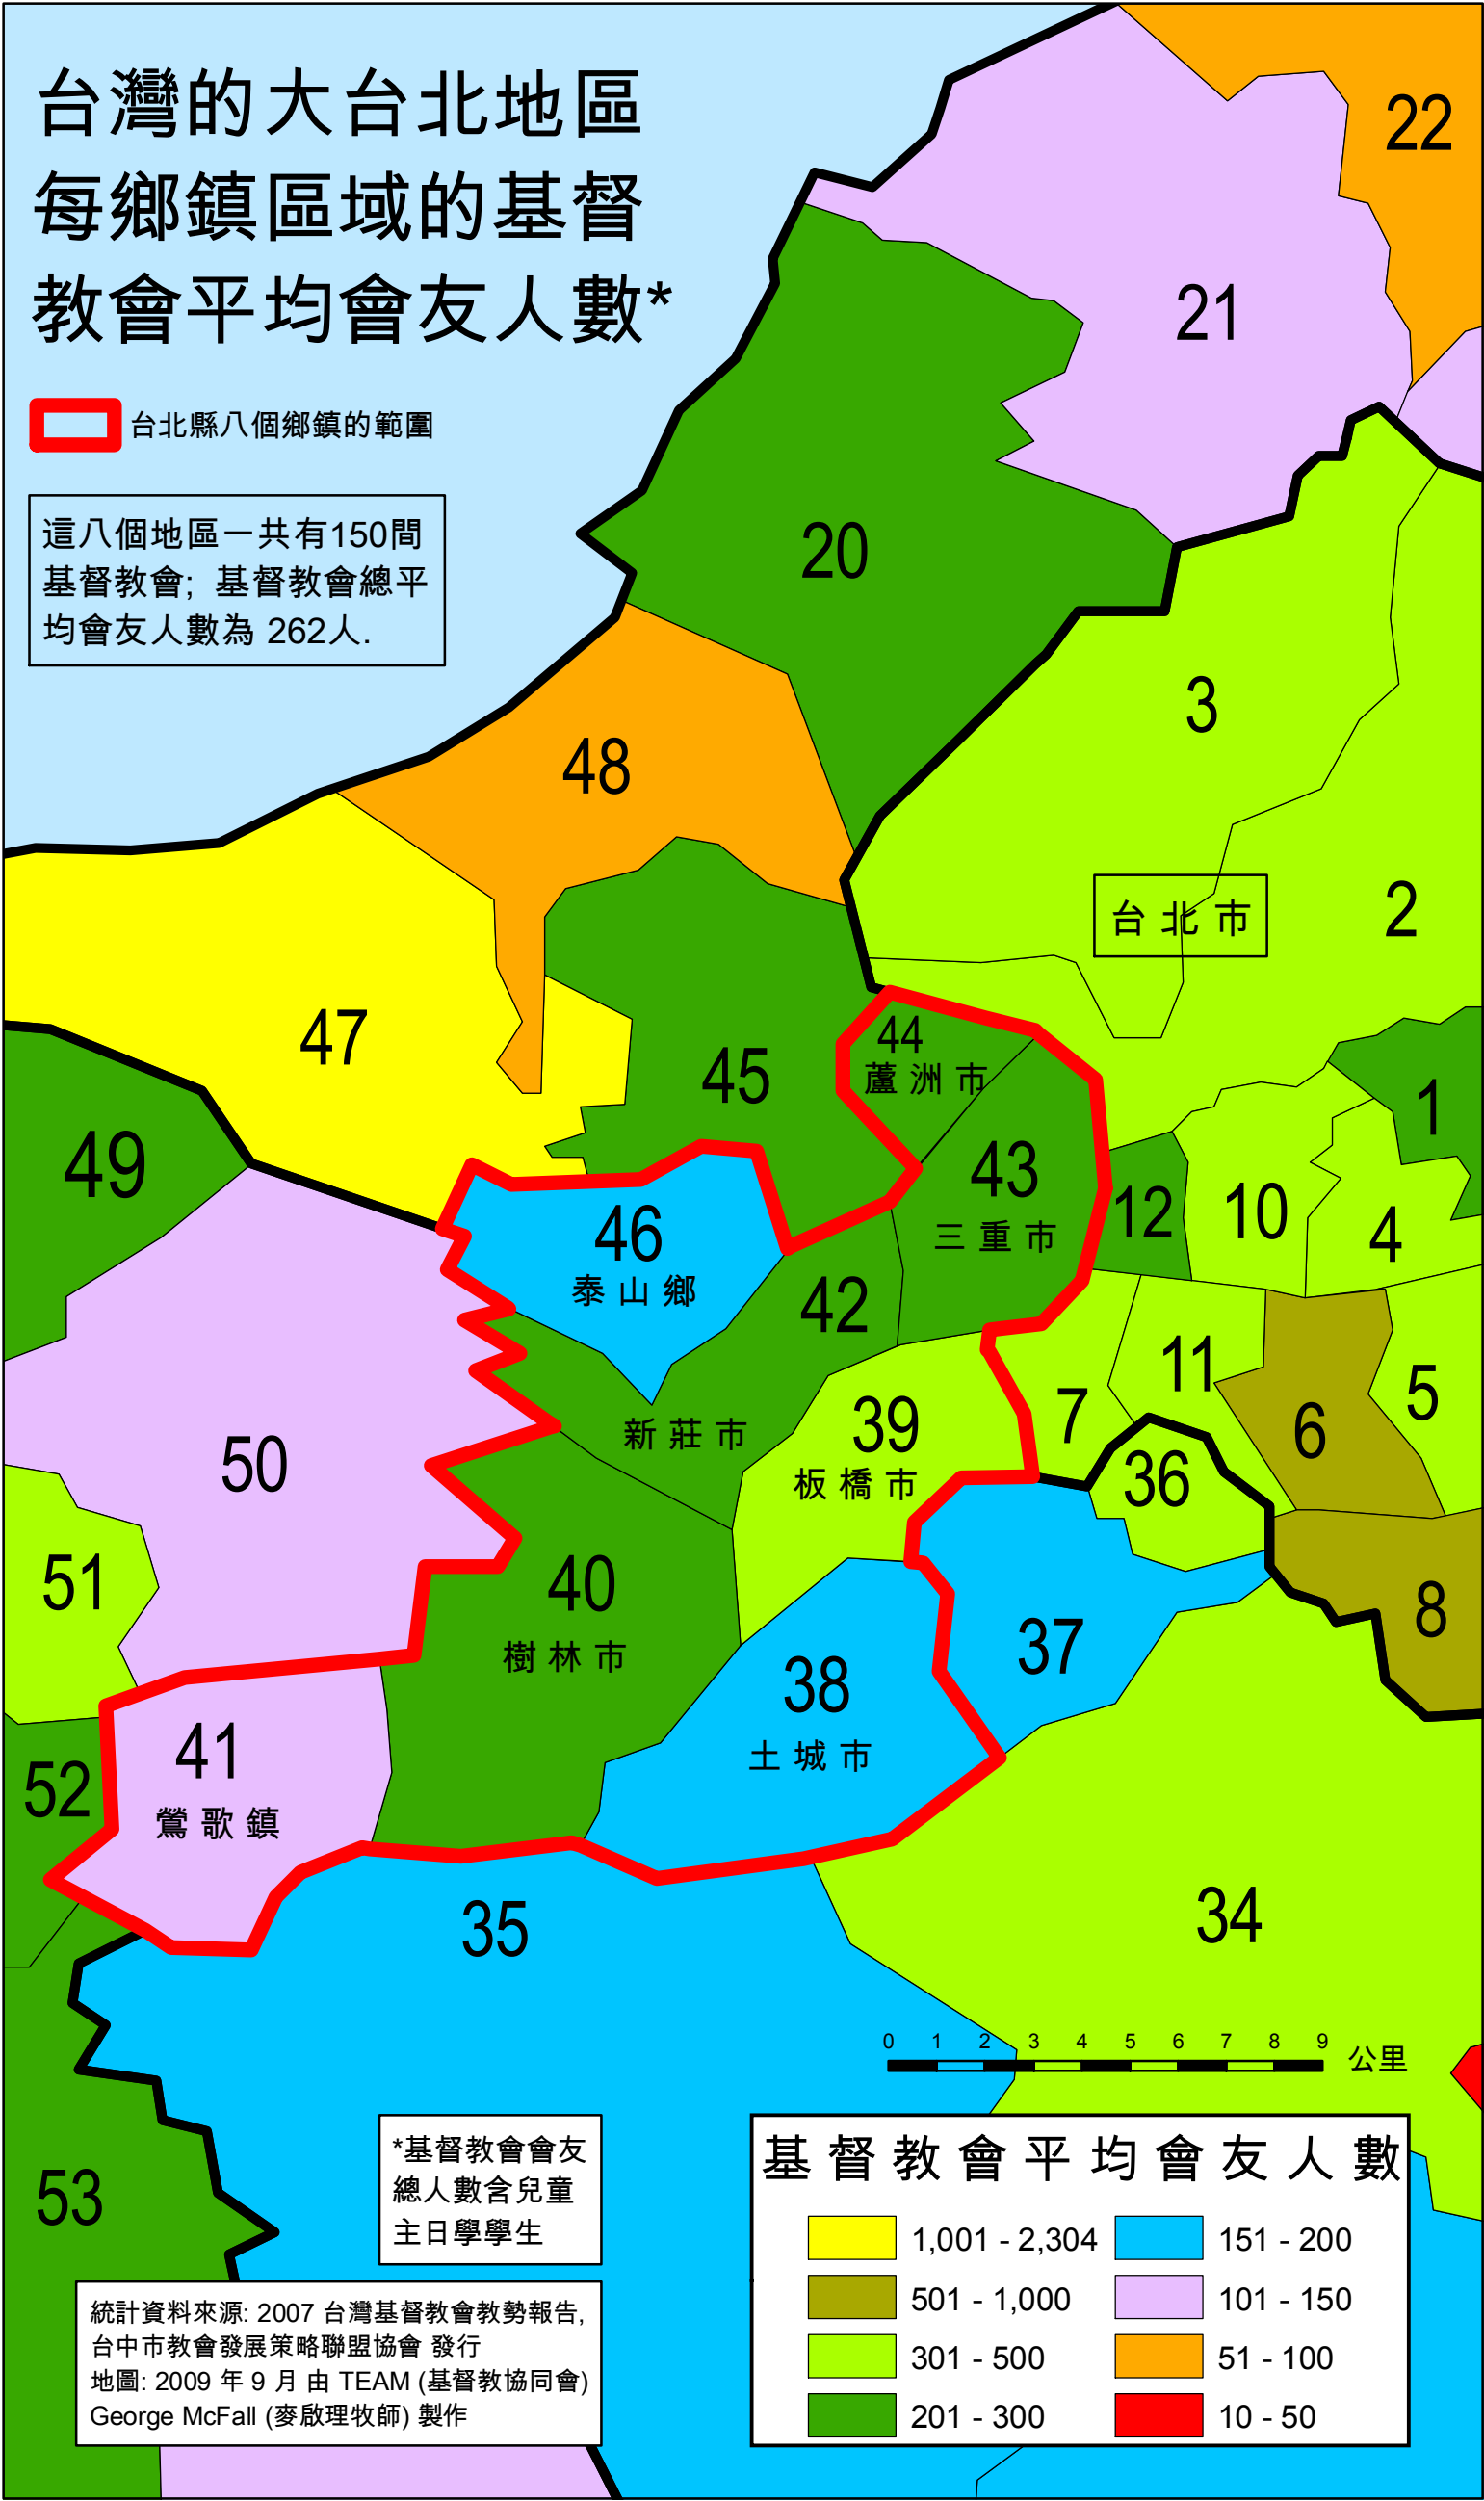 台灣的大台北地區
每鄉鎮區域的基督
教會平均會友人數*
台北縣八個鄉鎮的範圍
這八個地區一共有150間
基督教會; 基督教會總平
均會友人數為 262人.
22
21
20
3
48
台北市
2
47
45
44
蘆洲市
1
49
43
三重市
12
10
4
46
泰山鄉
42
新莊市
11
5
7
6
39
板橋市
36
50
51
40
樹林市
8
37
38
土城市
41
鶯歌鎮
52
35
34
0 1 2 3 4 5 6 7 8 9 公里
53
*基督教會會友
總人數含兒童
主日學學生
基督教會平均會友人數
1,001 - 2,304
501 - 1,000
301 - 500
201 - 300
151 - 200
101 - 150
51 - 100
10 - 50
統計資料來源: 2007 台灣基督教會教勢報告,
台中市教會發展策略聯盟協會 發行
地圖: 2009 年 9 月 由 TEAM (基督教協同會)
George McFall (麥啟理牧師) 製作